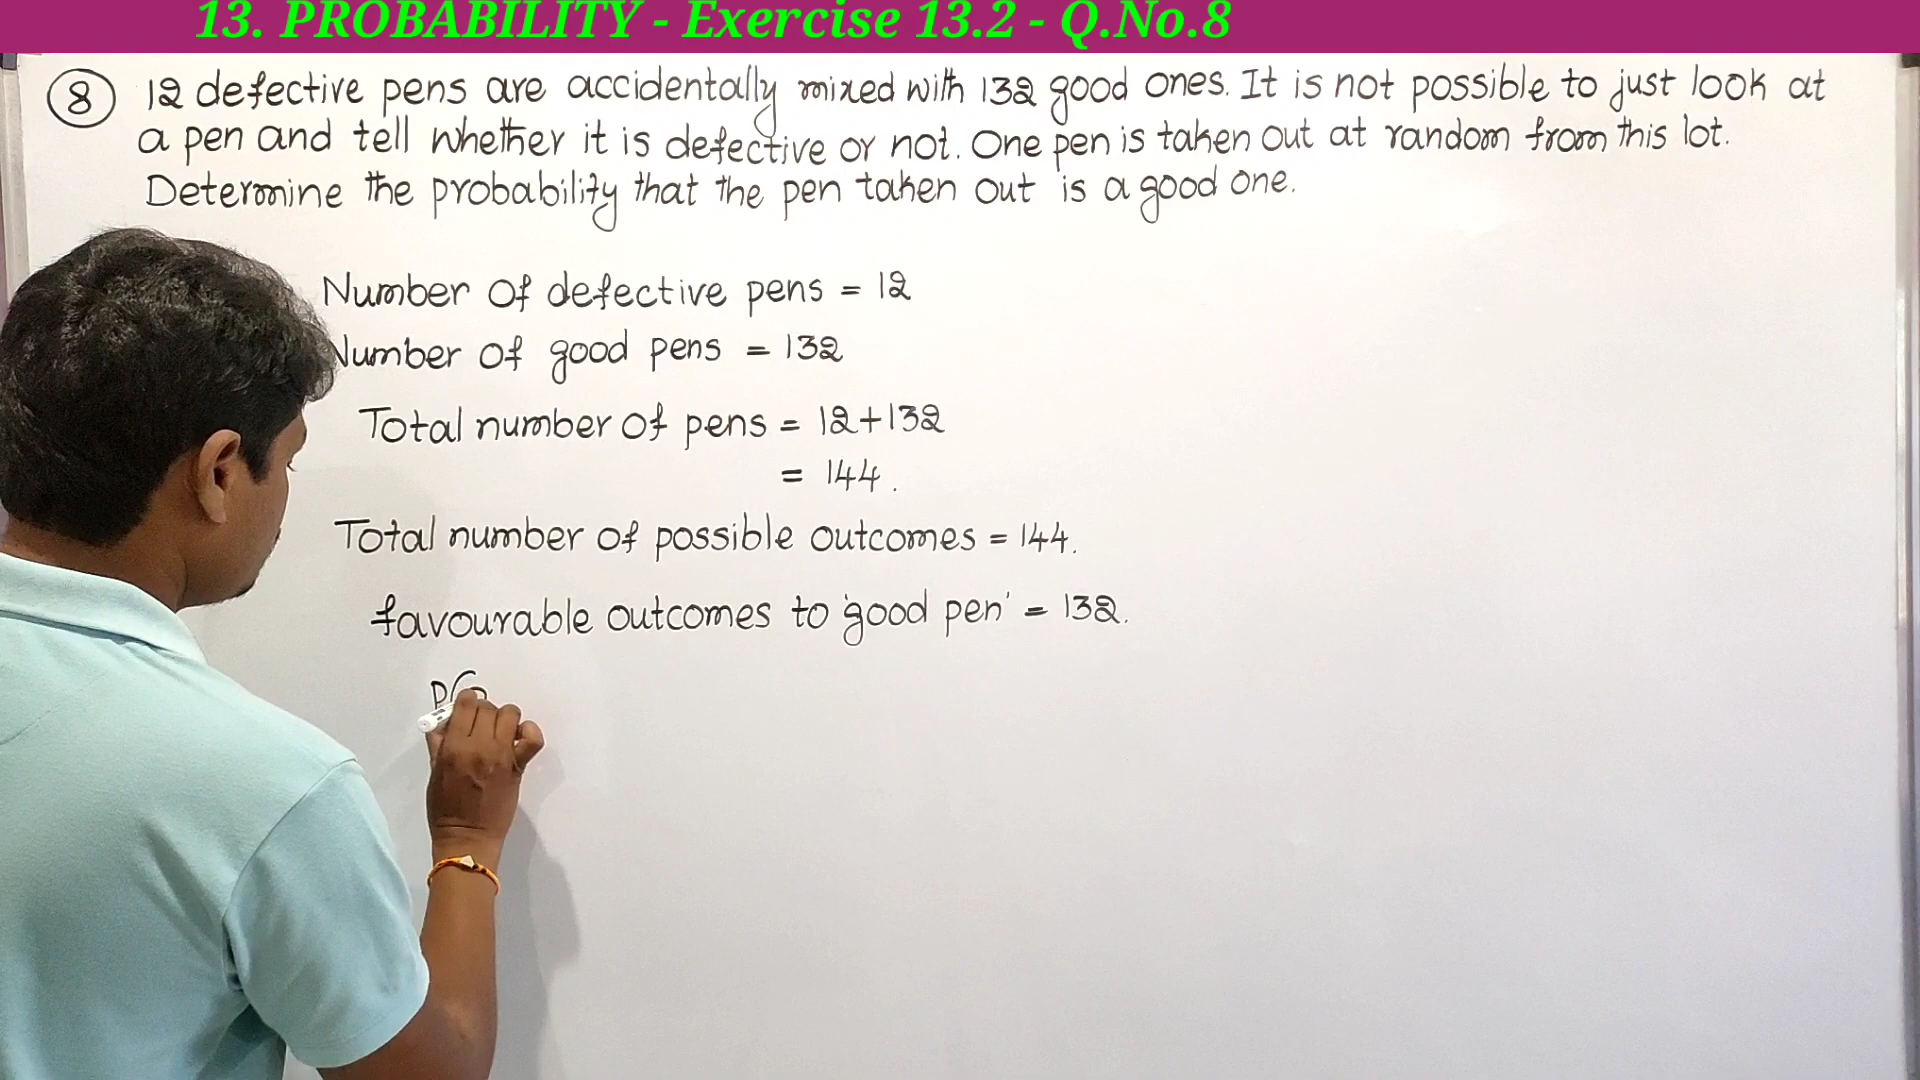 13. PROBABILITY - Exercise 13.2 - Q.No.8
8 12 defective pens are accidentally mixed with 132 good ones. It is not possible to just look at
a pen and tell whether it is defective or not. One pen is taken out at random from this lot.
Determine the probability that the pen taken out is a good one.
Number of defective pens = 12
Number of good pens = 132
Total number of pens = 12+132
= 144.
Total number of possible outcomes = 144.
favourable outcomes to 'good pen' = 132.
P(